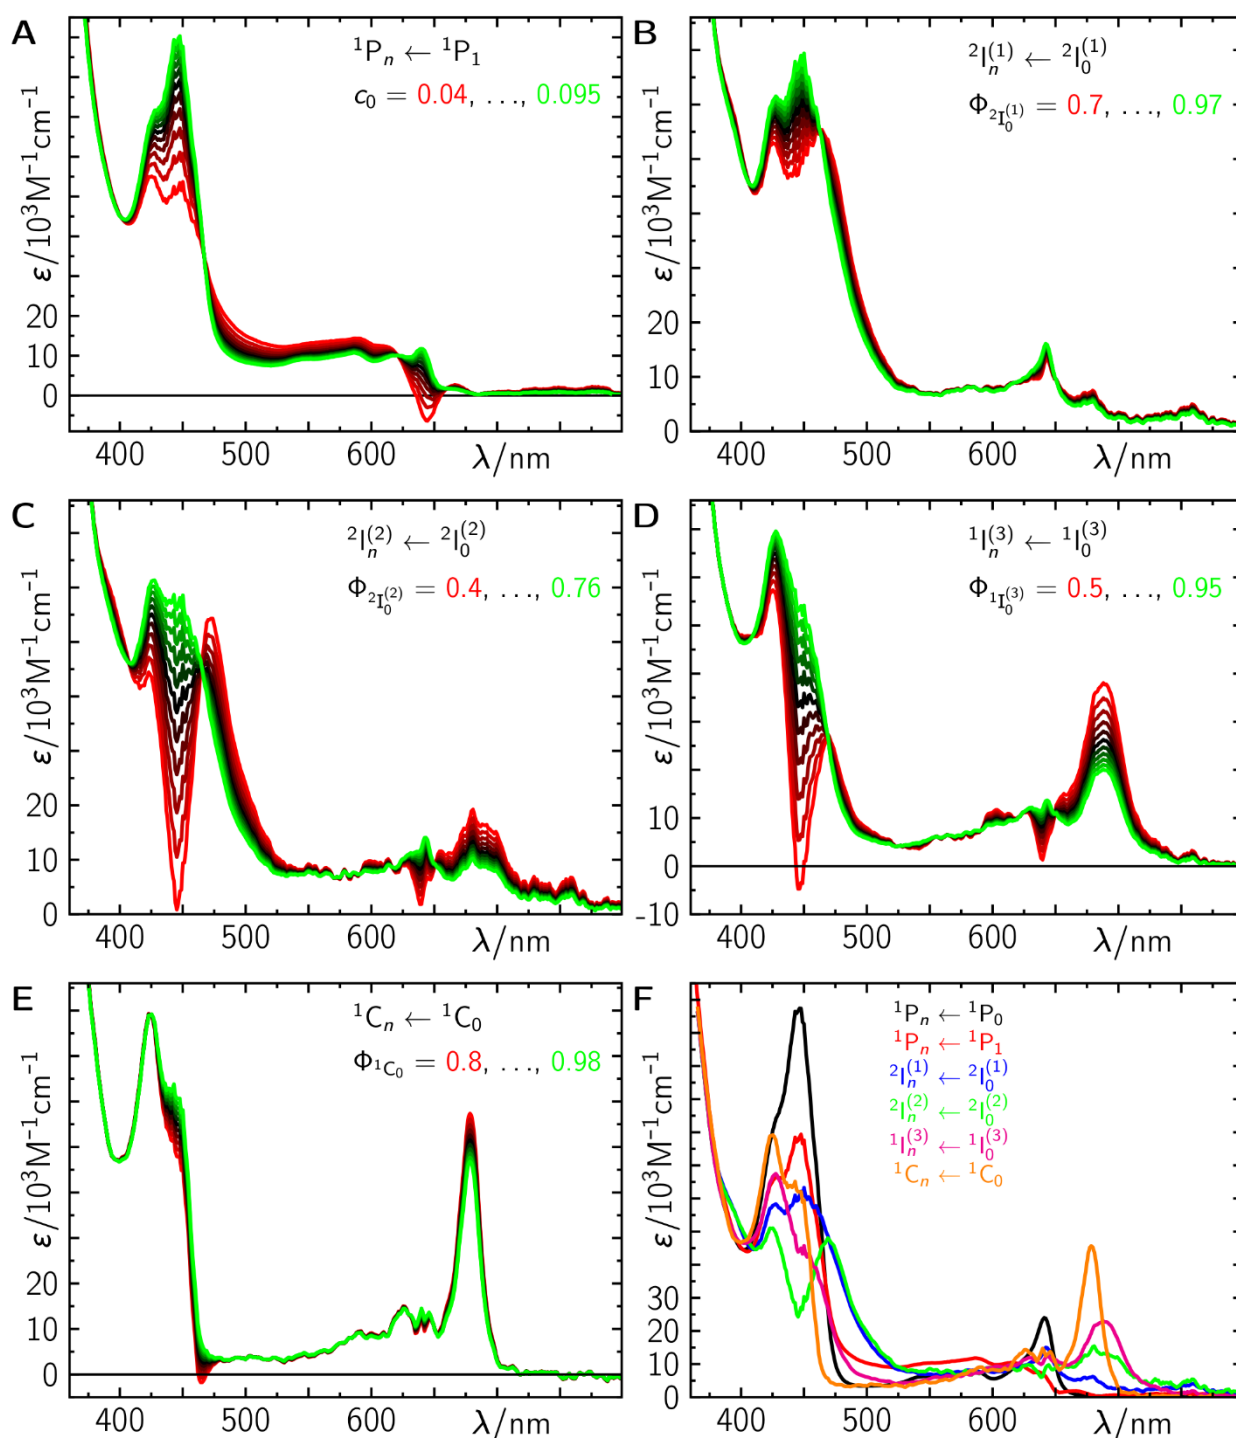 A
¹Pₙ ← ¹P₁
c₀ = 0.04, ..., 0.095
ε/10³M⁻¹cm⁻¹
20
10
0
400 500 600 λ/nm
B
²Iₙ⁽¹⁾ ← ²I₀⁽¹⁾
Φ²I₀⁽¹⁾ = 0.7, ..., 0.97
ε/10³M⁻¹cm⁻¹
10
0
400 500 600 λ/nm
C
²Iₙ⁽²⁾ ← ²I₀⁽²⁾
Φ²I₀⁽²⁾ = 0.4, ..., 0.76
ε/10³M⁻¹cm⁻¹
20
10
0
400 500 600 λ/nm
D
¹Iₙ⁽³⁾ ← ¹I₀⁽³⁾
Φ¹I₀⁽³⁾ = 0.5, ..., 0.95
ε/10³M⁻¹cm⁻¹
10
0
-10
400 500 600 λ/nm
E
¹Cₙ ← ¹C₀
Φ¹C₀ = 0.8, ..., 0.98
ε/10³M⁻¹cm⁻¹
20
10
0
400 500 600 λ/nm
F
¹Pₙ ← ¹P₀
¹Pₙ ← ¹P₁
²Iₙ⁽¹⁾ ← ²I₀⁽¹⁾
²Iₙ⁽²⁾ ← ²I₀⁽²⁾
¹Iₙ⁽³⁾ ← ¹I₀⁽³⁾
¹Cₙ ← ¹C₀
ε/10³M⁻¹cm⁻¹
30
20
10
0
400 500 600 λ/nm